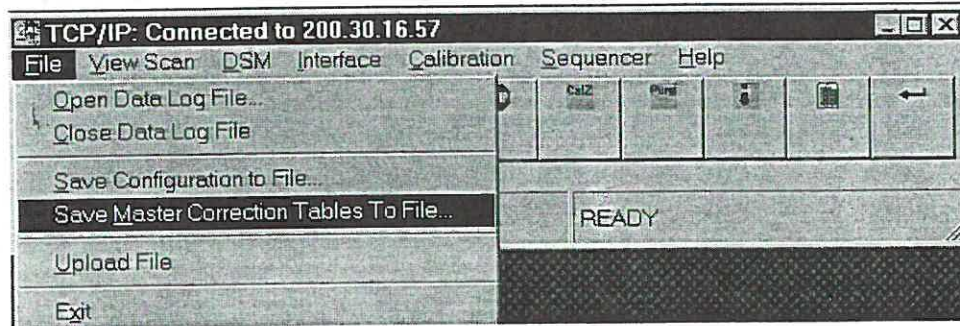 TCP/IP: Connected to 200.30.16.57
File View Scan DSM Interface Calibration Sequencer Help
CalZ
Open Data Log File...
Close Data Log File
Save Configuration to File...
Save Master Correction Tables To File...
READY
Upload File
Exit